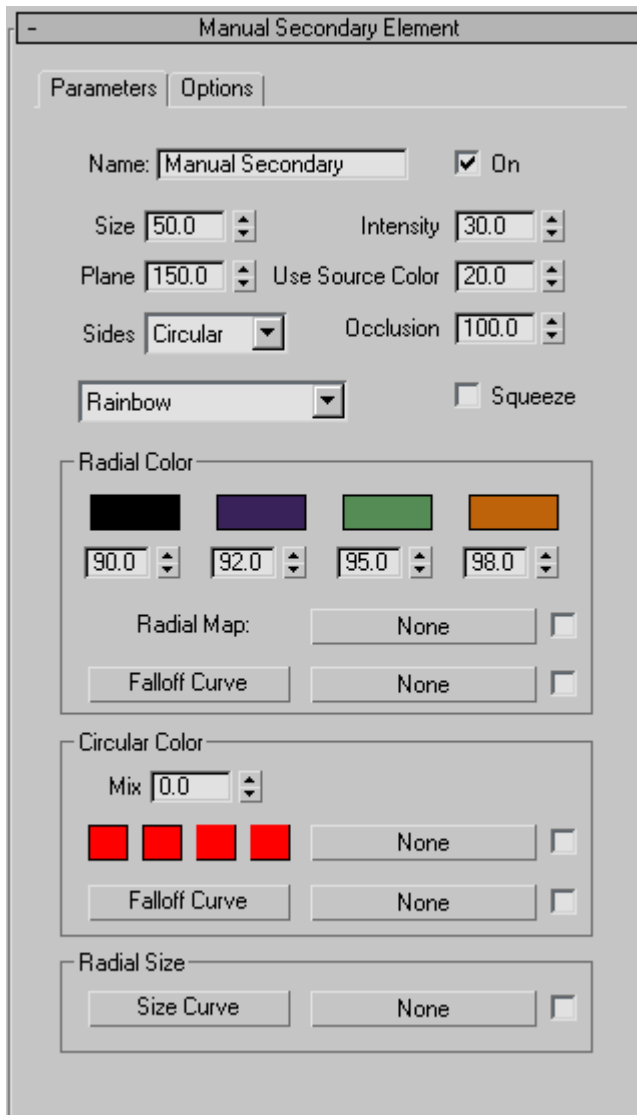 - Manual Secondary Element
Parameters Options
Name: Manual Secondary On
Size 50.0 Intensity 30.0
Plane 150.0 Use Source Color 20.0
Sides Circular Occlusion 100.0
Rainbow Squeeze
Radial Color
90.0 92.0 95.0 98.0
Radial Map: None
Falloff Curve None
Circular Color
Mix 0.0
None
Falloff Curve None
Radial Size
Size Curve None